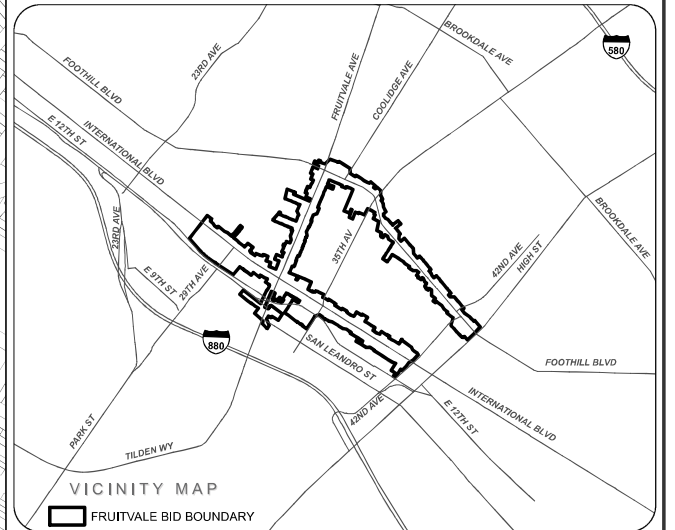 BROOKDALE AVE
580
23RD AVE
FOOTHILL BLVD
FRUITVALE AVE
COOLIDGE AVE
E 12TH ST
INTERNATIONAL BLVD
BROOKDALE AVE
23RD AVE
35TH AV
42ND AVE
HIGH ST
E 9TH ST
29TH AVE
880
SAN LEANDRO ST
FOOTHILL BLVD
42ND AVE
E 12TH ST
INTERNATIONAL BLVD
PARK ST
TILDEN WY
VICINITY MAP
FRUITVALE BID BOUNDARY